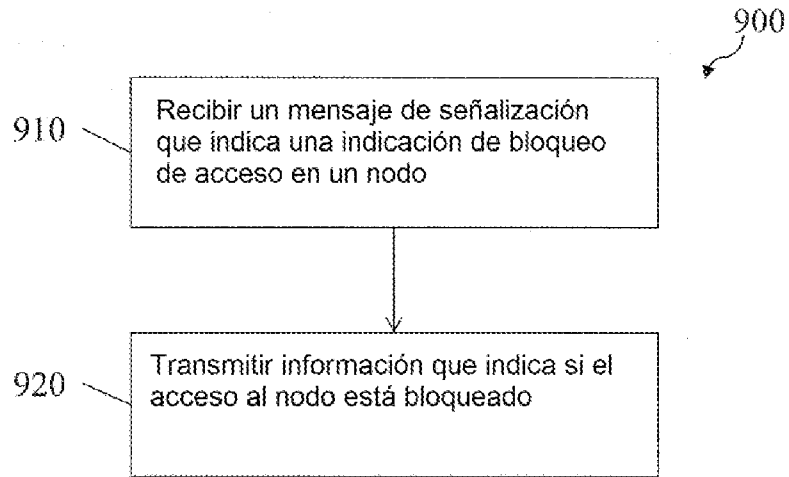 900
910
Recibir un mensaje de señalización
que indica una indicación de bloqueo
de acceso en un nodo
920
Transmitir información que indica si el
acceso al nodo está bloqueado